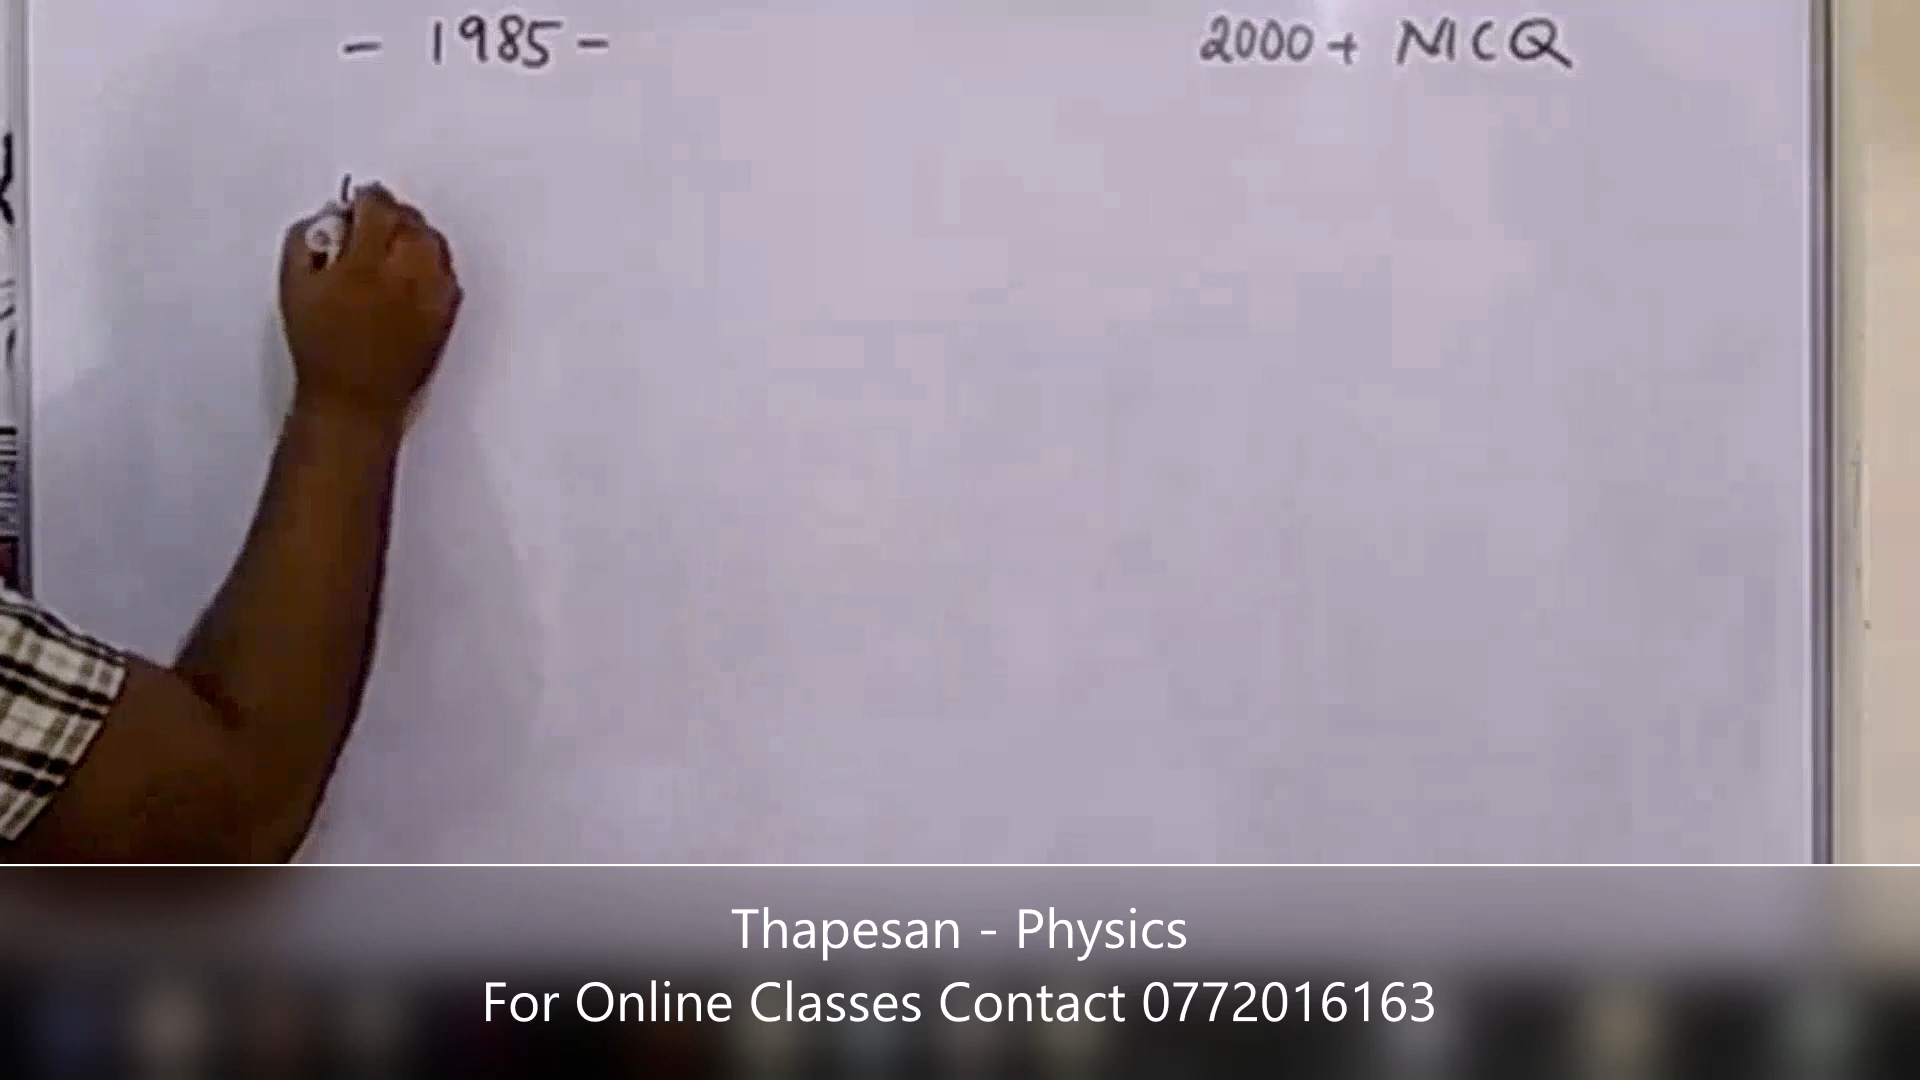 - 1985 -
2000 + MCQ
Thapesan - Physics
For Online Classes Contact 0772016163